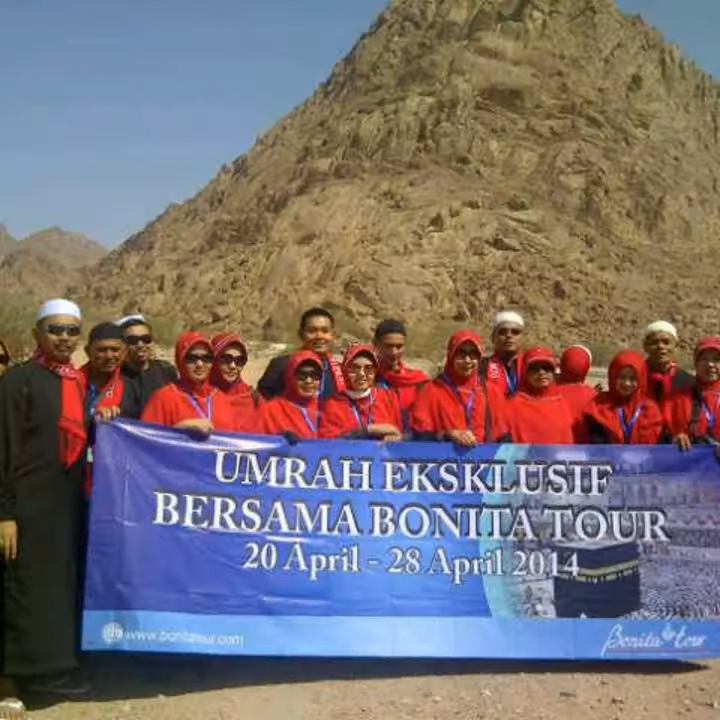 UMRAH EKSKLUSIF
BERSAMA BONITA TOUR
20 April - 28 April 2014
www.bonitatour.com
Bonita tour